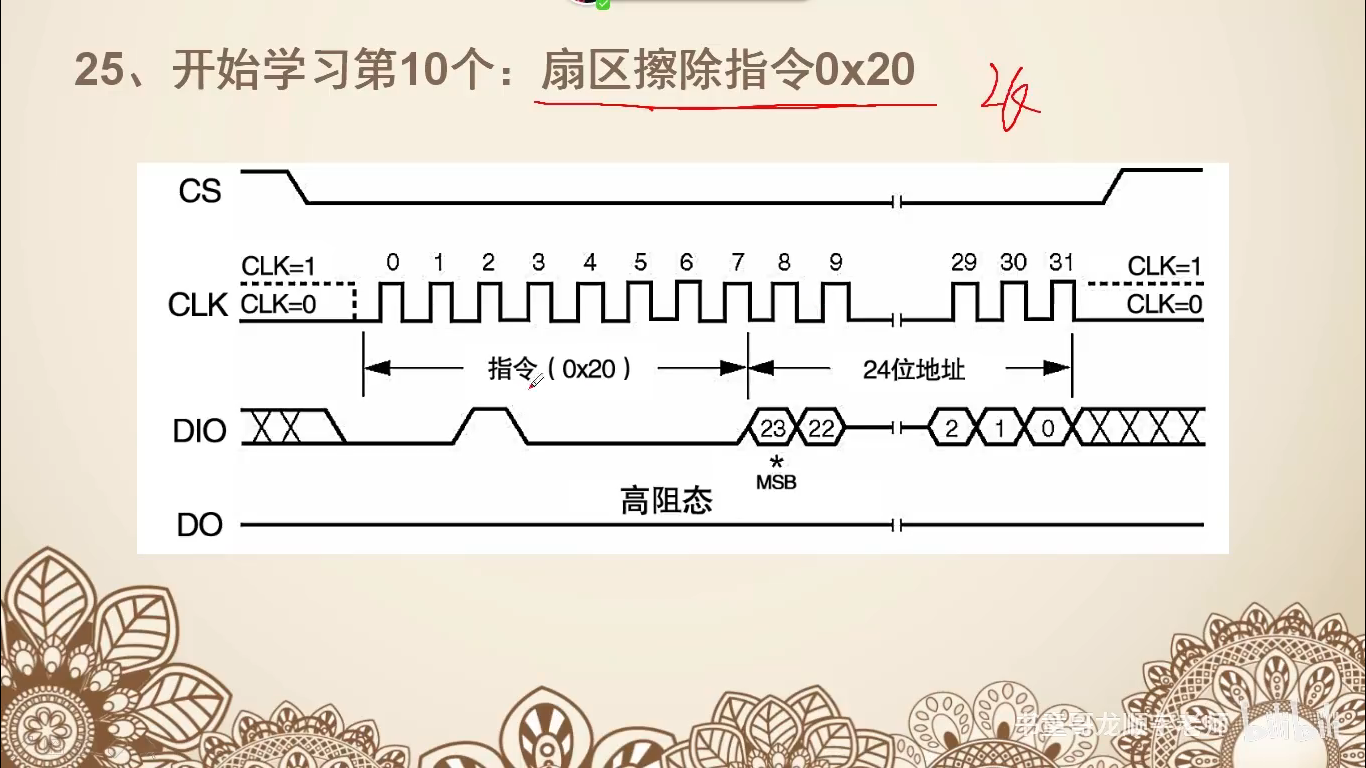 25、开始学习第10个：扇区擦除指令0x20
CS
CLK=1 0 1 2 3 4 5 6 7 8 9 29 30 31 CLK=1
CLK CLK=0 CLK=0
指令（0x20） 24位地址
DIO 23 22 2 1 0
*
MSB
高阻态
DO
bilibili